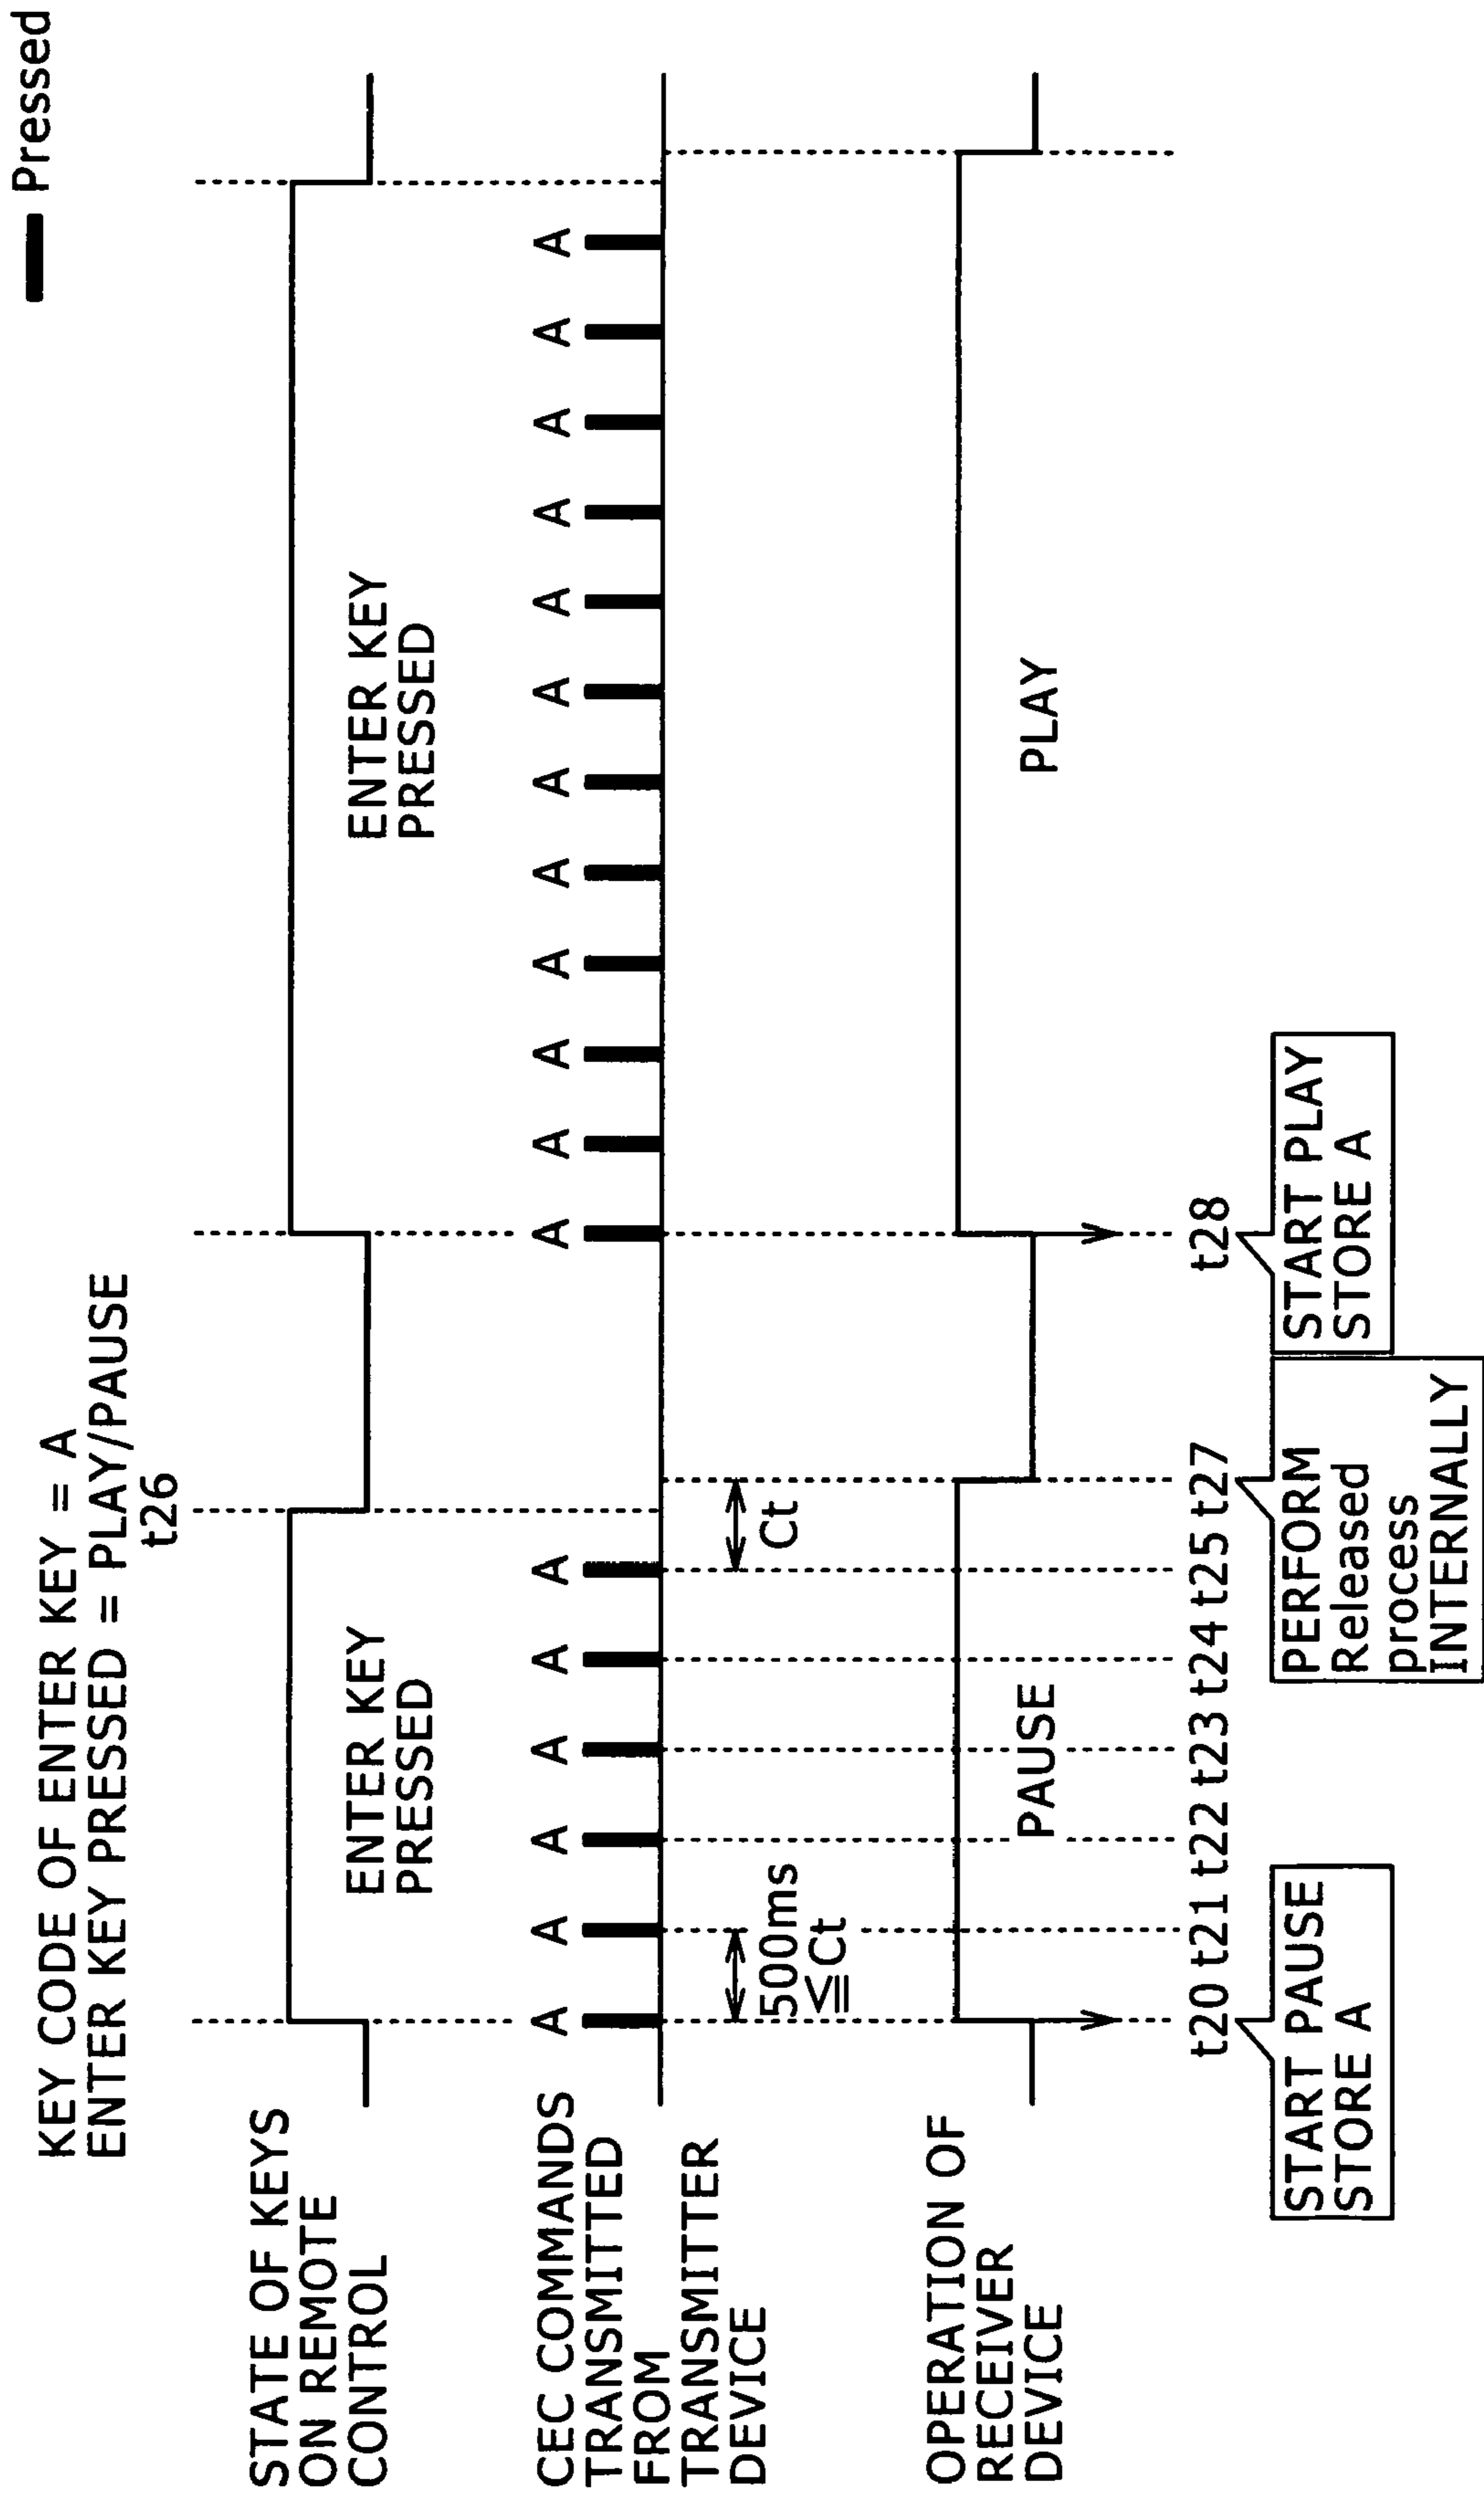 Pressed
KEY CODE OF ENTER KEY = A
ENTER KEY PRESSED = PLAY/PAUSE
t26
STATE OF KEYS
ON REMOTE
CONTROL
ENTER KEY
PRESSED
ENTER KEY
PRESSED
CEC COMMANDS
TRANSMITTED
FROM
TRANSMITTER
DEVICE
A A A A A A A A A A A A A A A A A A
500ms
≦Ct
Ct
OPERATION OF
RECEIVER
DEVICE
PAUSE
PLAY
t20 t21 t22 t23 t24 t25 t27 t28
START PAUSE
STORE A
PERFORM
Released
process
INTERNALLY
START PLAY
STORE A